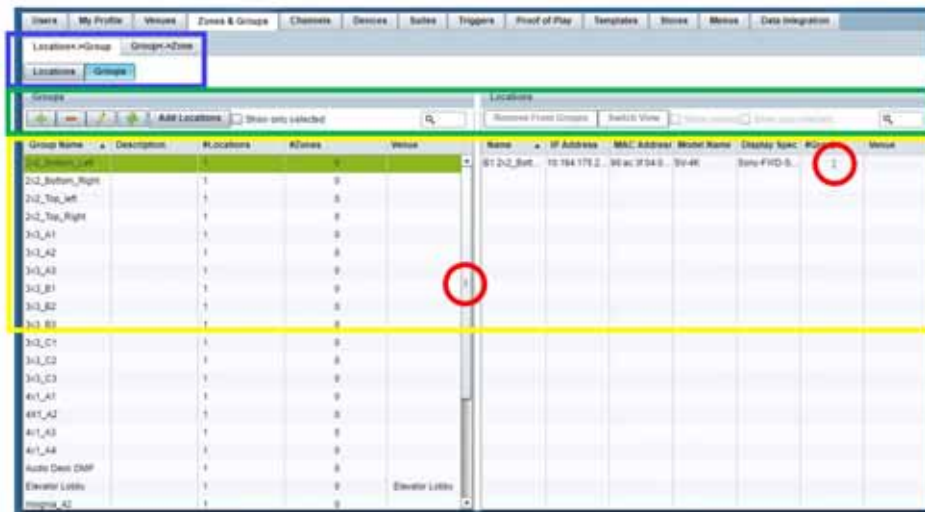 Users My Profile Venues Zones & Groups Channels Devices Suites Triggers Proof of Play Templates Stores Menus Data Integration
Location<->Group Group<->Zone
Locations Groups
Groups Locations
Add Locations Show only selected Remove From Groups Switch View
Group Name Description #Locations #Zones Venue Name IP Address MAC Address Model Name Display Spec Venue
2x2_Bottom_Left 1 0 SV-4K
2x2_Bottom_Right 1 0
2x2_Top_left 1 0
2x2_Top_Right 1 0
3x3_A1 1 0
3x3_A2 1 0
3x3_A3 1 0
3x3_B1 1 0
3x3_B2 1 0
3x3_B3 1 0
3x3_C1 1 0
3x3_C2 1 0
3x3_C3 1 0
4x1_A1 1 0
4X1_A2 1 0
4x1_A3 1 0
4x1_A4 1 0
Audio Desn DMP 1 0
Elevator Lobby 1 0 Elevator Lobby
Insignia_42 1 0